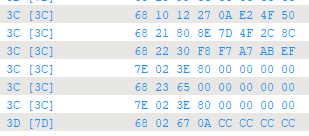 3C [3C] 68 10 12 27 0A E2 4F 50
3C [3C] 68 21 80 8E 7D 4F 2C 8C
3C [3C] 68 22 30 F8 F7 A7 AB EF
3C [3C] 7E 02 3E 80 00 00 00 00
3C [3C] 68 23 65 00 00 00 00 00
3C [3C] 7E 02 3E 80 00 00 00 00
3D [7D] 68 02 67 0A CC CC CC CC